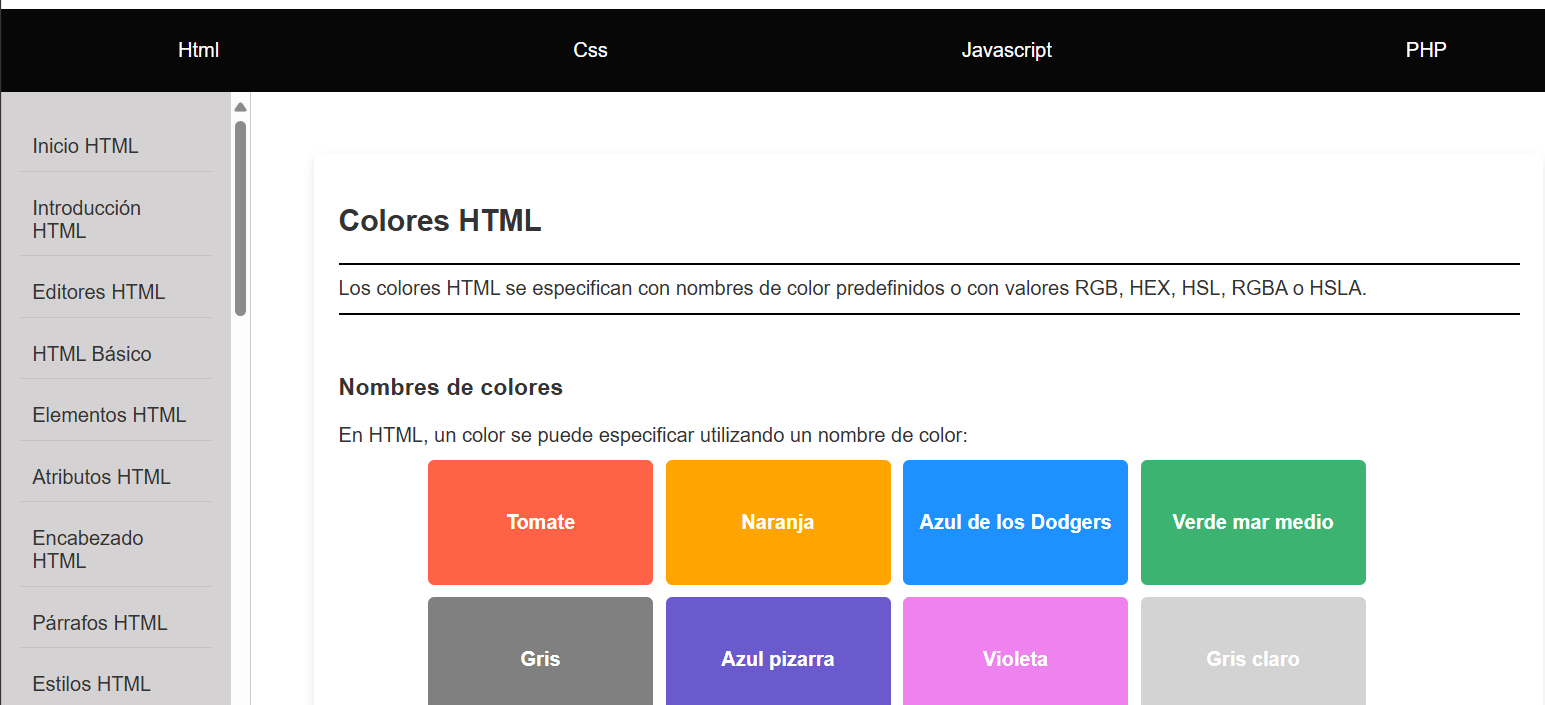 Html
Css
Javascript
PHP
Inicio HTML
Introducción
HTML
Editores HTML
HTML Básico
Elementos HTML
Atributos HTML
Encabezado
HTML
Párrafos HTML
Estilos HTML
Colores HTML
Los colores HTML se especifican con nombres de color predefinidos o con valores RGB, HEX, HSL, RGBA o HSLA.
Nombres de colores
En HTML, un color se puede especificar utilizando un nombre de color:
Tomate
Naranja
Azul de los Dodgers
Verde mar medio
Gris
Azul pizarra
Violeta
Gris claro